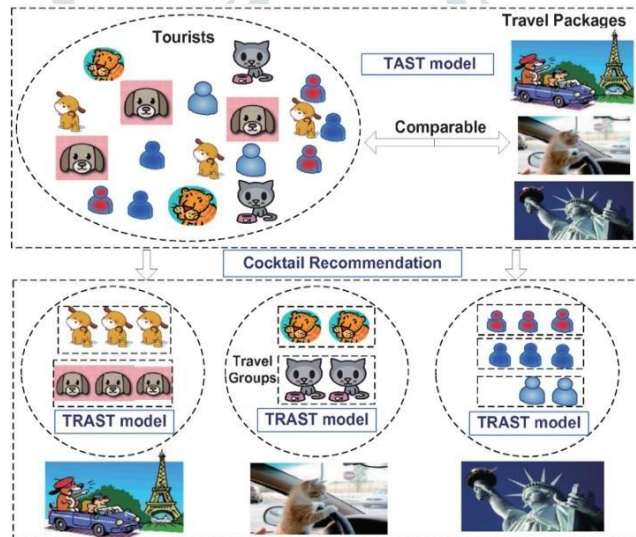 Tourists
Travel Packages
TAST model
Comparable
Cocktail Recommendation
Travel
Groups
TRAST model
TRAST model
TRAST model